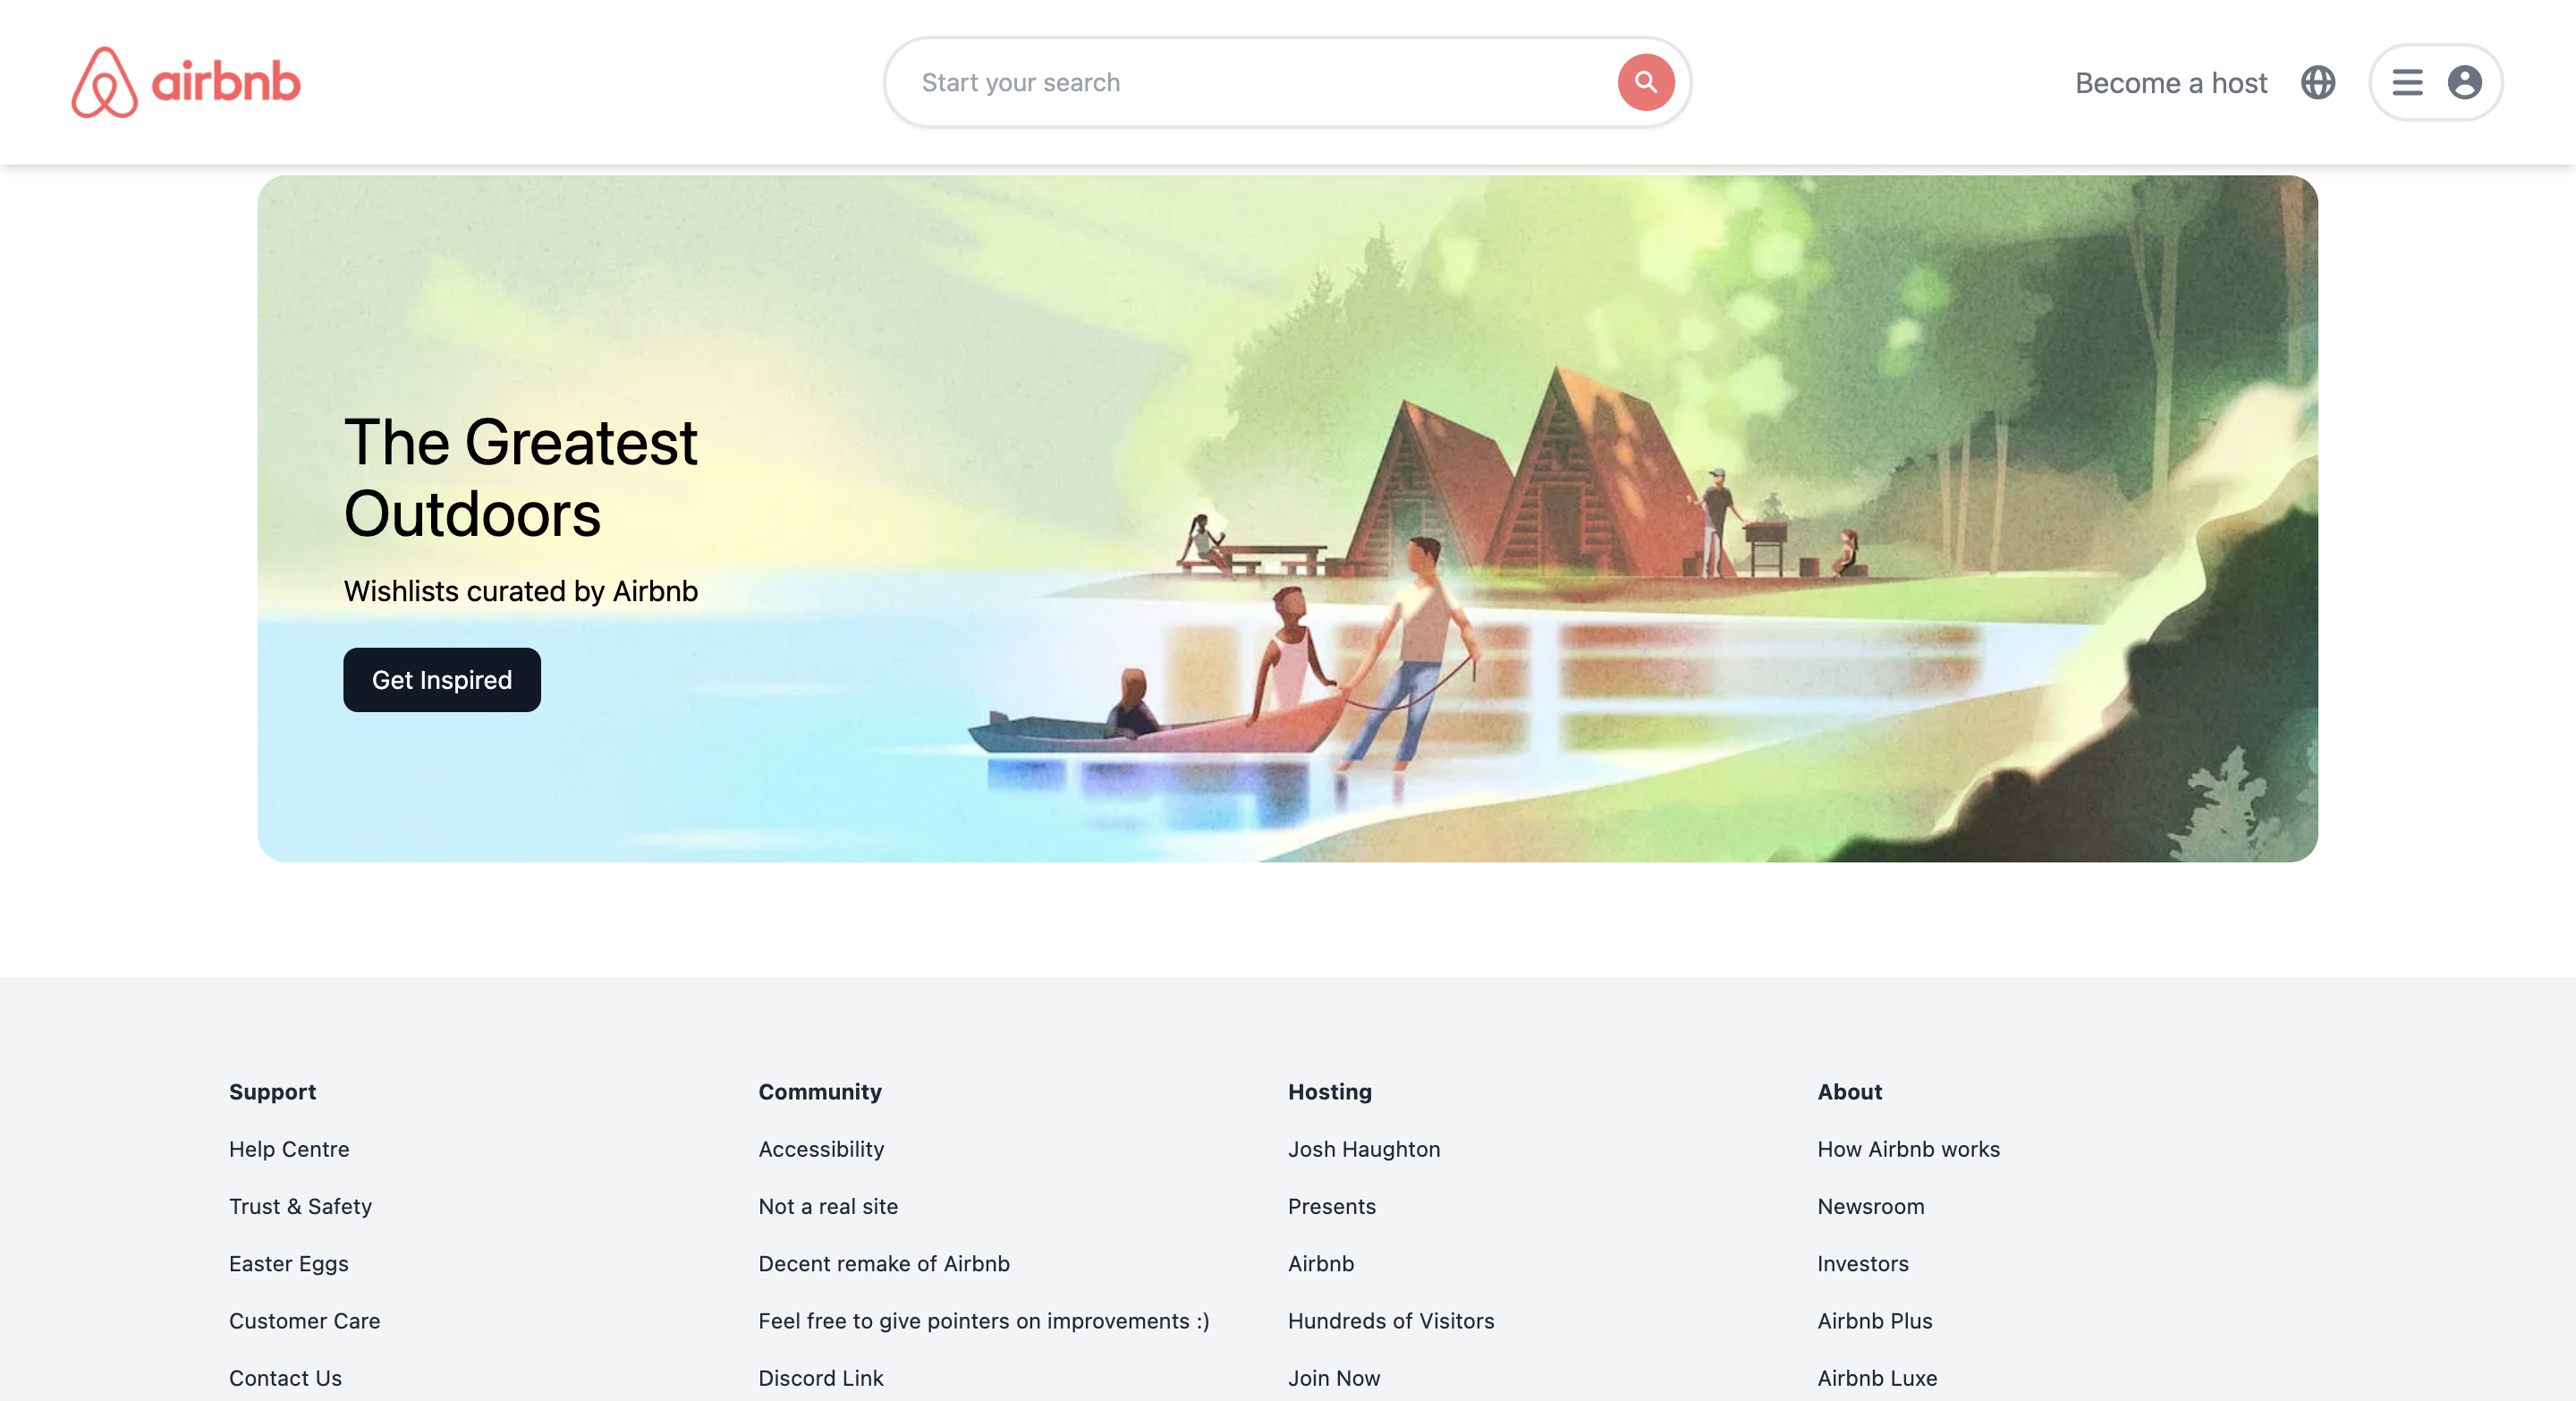 airbnb
Start your search
Become a host
The Greatest
Outdoors
Wishlists curated by Airbnb
Get Inspired
Support
Help Centre
Trust & Safety
Easter Eggs
Customer Care
Contact Us
Community
Accessibility
Not a real site
Decent remake of Airbnb
Feel free to give pointers on improvements :)
Discord Link
Hosting
Josh Haughton
Presents
Airbnb
Hundreds of Visitors
Join Now
About
How Airbnb works
Newsroom
Investors
Airbnb Plus
Airbnb Luxe